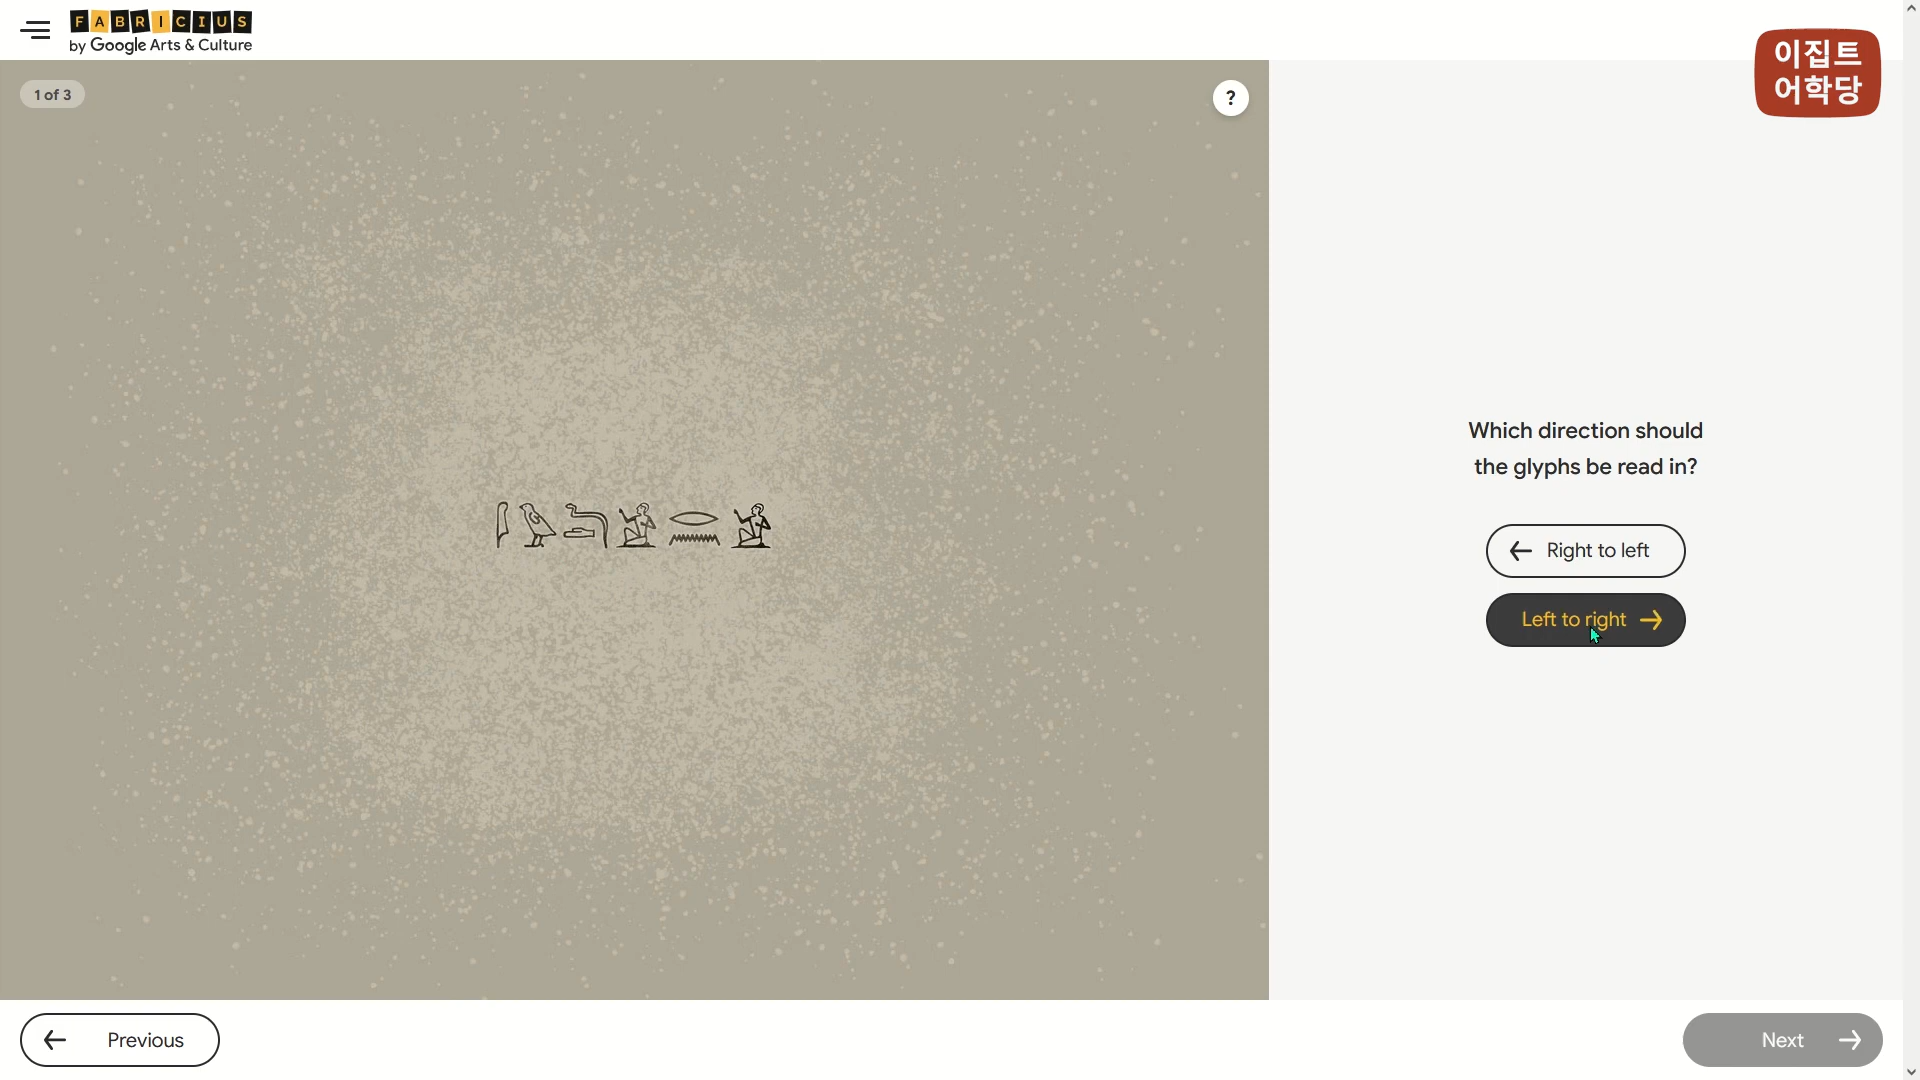 FABRICIUS
by Google Arts & Culture
이집트
어학당
1 of 3
?
𓇋𓅱𓆓𓂧𓀀𓂋𓈖𓀀
Which direction should
the glyphs be read in?
← Right to left
Left to right →
← Previous
Next →